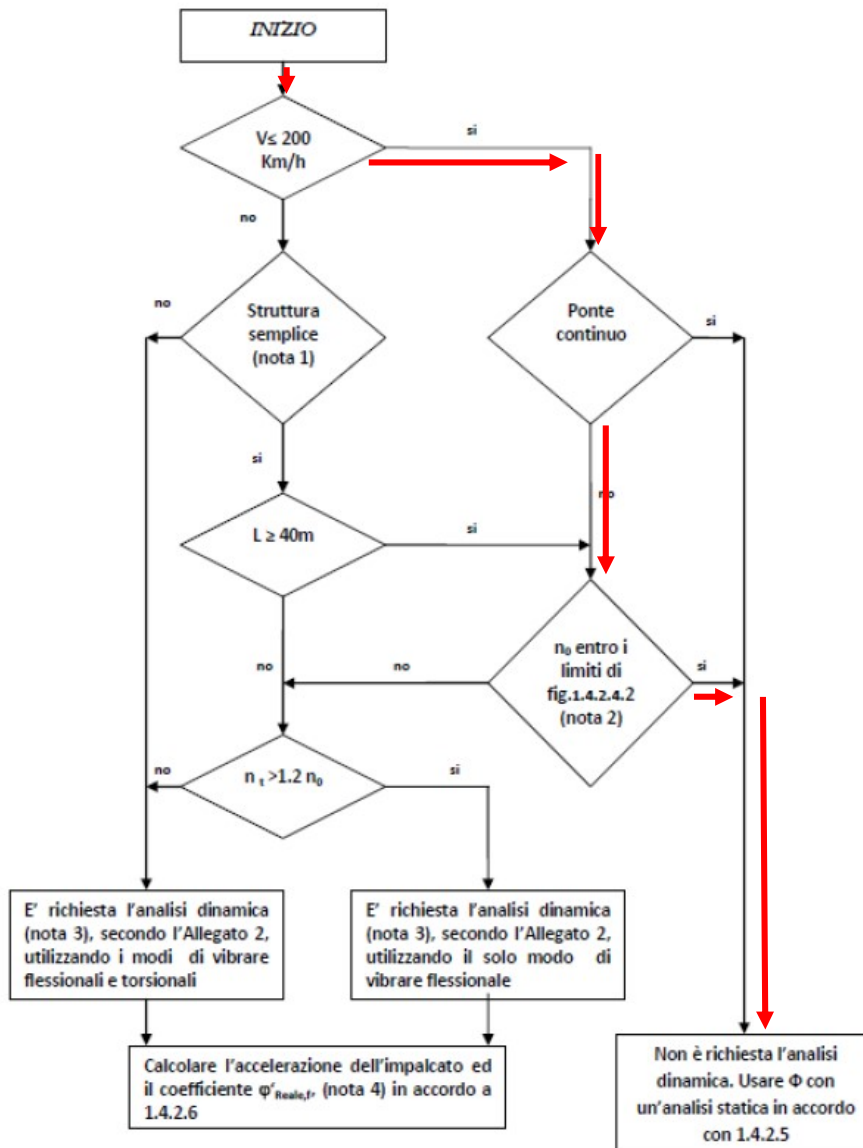 INIZIO
V≤ 200
Km/h
si
no
no
Struttura
semplice
(nota 1)
Ponte
continuo
si
si
no
L ≥ 40m
si
n₀ entro i
limiti di
fig.1.4.2.4.2
(nota 2)
si
no
no
no
n t >1.2 n₀
si
E' richiesta l'analisi dinamica
(nota 3), secondo l'Allegato 2,
utilizzando i modi di vibrare
flessionali e torsionali
E' richiesta l'analisi dinamica
(nota 3), secondo l'Allegato 2,
utilizzando il solo modo di
vibrare flessionale
Calcolare l'accelerazione dell'impalcato ed
il coefficiente φ'Reale,f, (nota 4) in accordo a
1.4.2.6
Non è richiesta l'analisi
dinamica. Usare Φ con
un'analisi statica in accordo
con 1.4.2.5